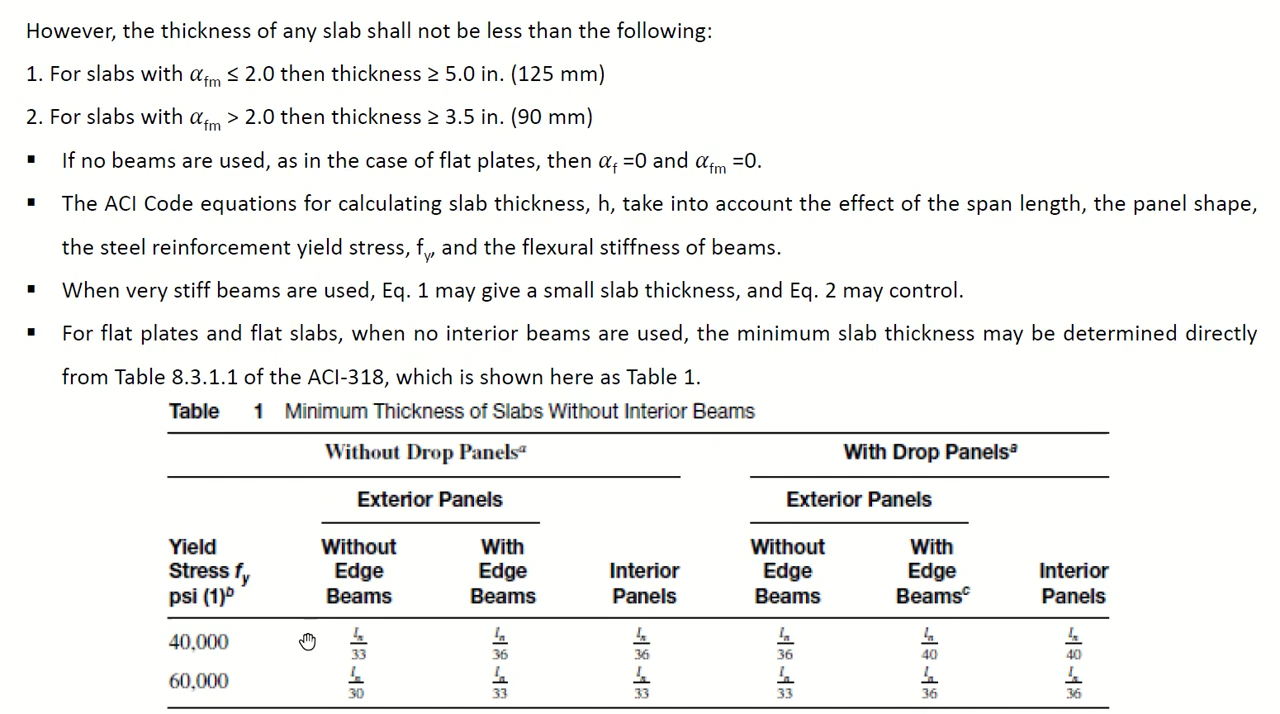 However, the thickness of any slab shall not be less than the following:
1. For slabs with αfm ≤ 2.0 then thickness ≥ 5.0 in. (125 mm)
2. For slabs with αfm > 2.0 then thickness ≥ 3.5 in. (90 mm)
▪ If no beams are used, as in the case of flat plates, then αf =0 and αfm =0.
▪ The ACI Code equations for calculating slab thickness, h, take into account the effect of the span length, the panel shape,
the steel reinforcement yield stress, fy, and the flexural stiffness of beams.
▪ When very stiff beams are used, Eq. 1 may give a small slab thickness, and Eq. 2 may control.
▪ For flat plates and flat slabs, when no interior beams are used, the minimum slab thickness may be determined directly
from Table 8.3.1.1 of the ACI-318, which is shown here as Table 1.
Table 1 Minimum Thickness of Slabs Without Interior Beams
Without Drop Panelsa With Drop Panelsa
Exterior Panels Exterior Panels
Yield Without With Without With
Stress fy Edge Edge Interior Edge Edge Interior
psi (1)b Beams Beams Panels Beams Beamsc Panels
40,000 ln/33 ln/36 ln/36 ln/36 ln/40 ln/40
60,000 ln/30 ln/33 ln/33 ln/33 ln/36 ln/36